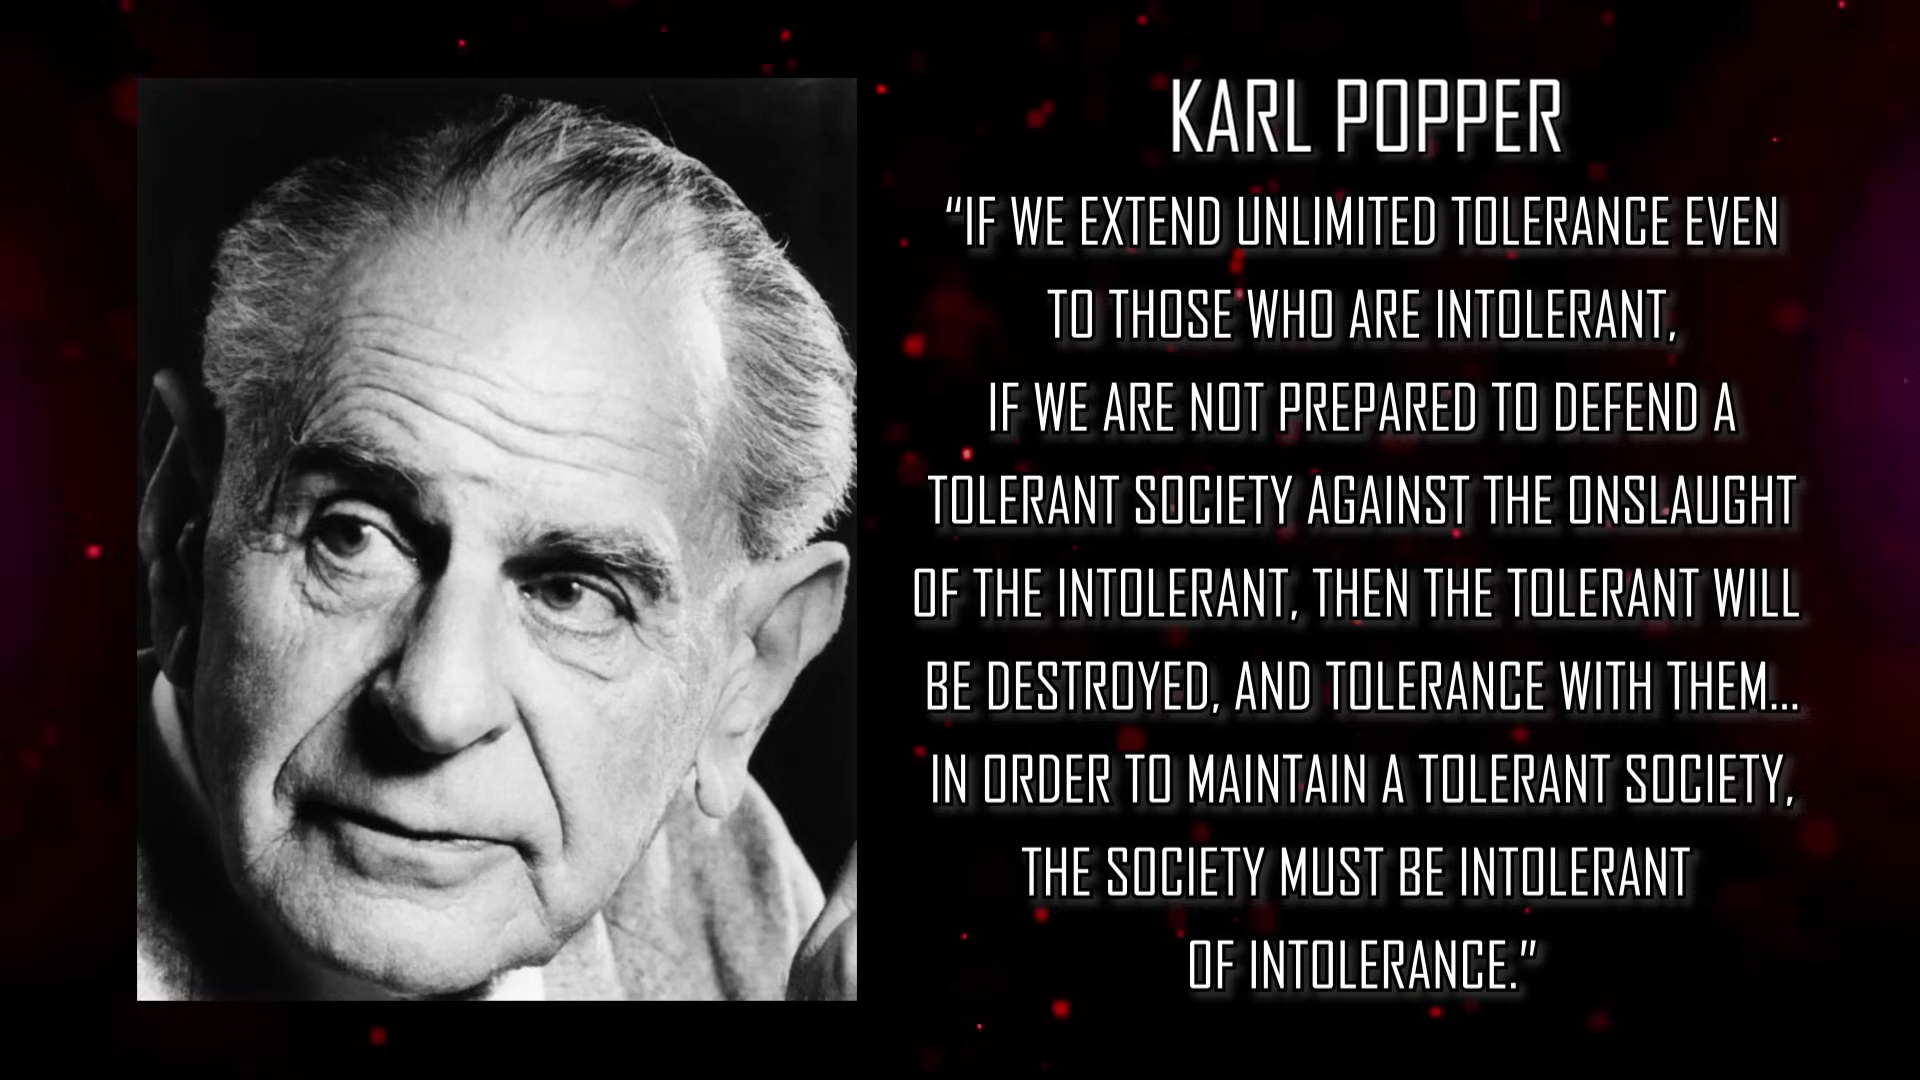 KARL POPPER
“IF WE EXTEND UNLIMITED TOLERANCE EVEN
TO THOSE WHO ARE INTOLERANT,
IF WE ARE NOT PREPARED TO DEFEND A
TOLERANT SOCIETY AGAINST THE ONSLAUGHT
OF THE INTOLERANT, THEN THE TOLERANT WILL
BE DESTROYED, AND TOLERANCE WITH THEM...
IN ORDER TO MAINTAIN A TOLERANT SOCIETY,
THE SOCIETY MUST BE INTOLERANT
OF INTOLERANCE.”